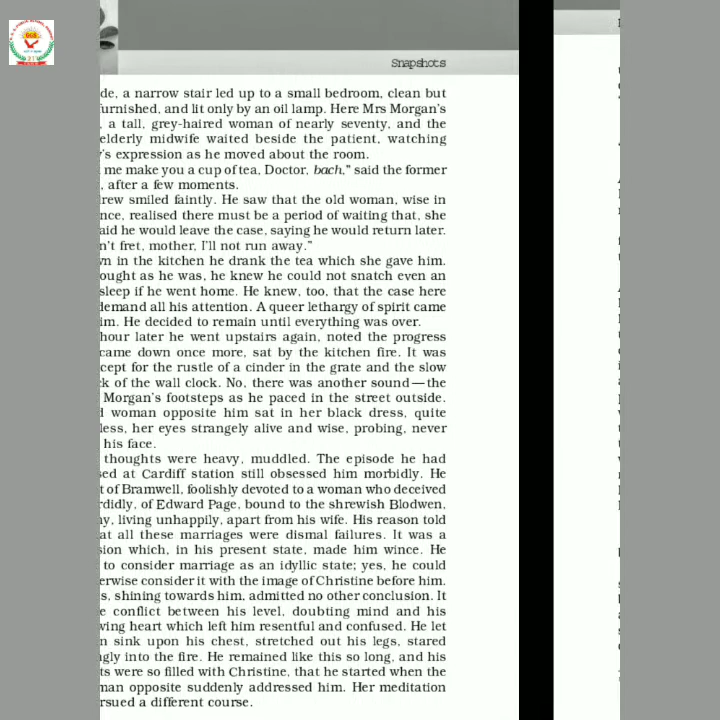 Snapshots
de, a narrow stair led up to a small bedroom, clean but
furnished, and lit only by an oil lamp. Here Mrs Morgan's
, a tall, grey-haired woman of nearly seventy, and the
elderly midwife waited beside the patient, watching
's expression as he moved about the room.
me make you a cup of tea, Doctor, bach," said the former
, after a few moments.
rew smiled faintly. He saw that the old woman, wise in
nce, realised there must be a period of waiting that, she
aid he would leave the case, saying he would return later.
n't fret, mother, I'll not run away."
n in the kitchen he drank the tea which she gave him.
ought as he was, he knew he could not snatch even an
sleep if he went home. He knew, too, that the case here
demand all his attention. A queer lethargy of spirit came
im. He decided to remain until everything was over.
hour later he went upstairs again, noted the progress
came down once more, sat by the kitchen fire. It was
cept for the rustle of a cinder in the grate and the slow
k of the wall clock. No, there was another sound — the
Morgan's footsteps as he paced in the street outside.
woman opposite him sat in her black dress, quite
less, her eyes strangely alive and wise, probing, never
his face.
thoughts were heavy, muddled. The episode he had
sed at Cardiff station still obsessed him morbidly. He
t of Bramwell, foolishly devoted to a woman who deceived
rdidly, of Edward Page, bound to the shrewish Blodwen,
ny, living unhappily, apart from his wife. His reason told
at all these marriages were dismal failures. It was a
sion which, in his present state, made him wince. He
to consider marriage as an idyllic state; yes, he could
erwise consider it with the image of Christine before him.
s, shining towards him, admitted no other conclusion. It
e conflict between his level, doubting mind and his
wing heart which left him resentful and confused. He let
n sink upon his chest, stretched out his legs, stared
ngly into the fire. He remained like this so long, and his
ts were so filled with Christine, that he started when the
man opposite suddenly addressed him. Her meditation
rsued a different course.